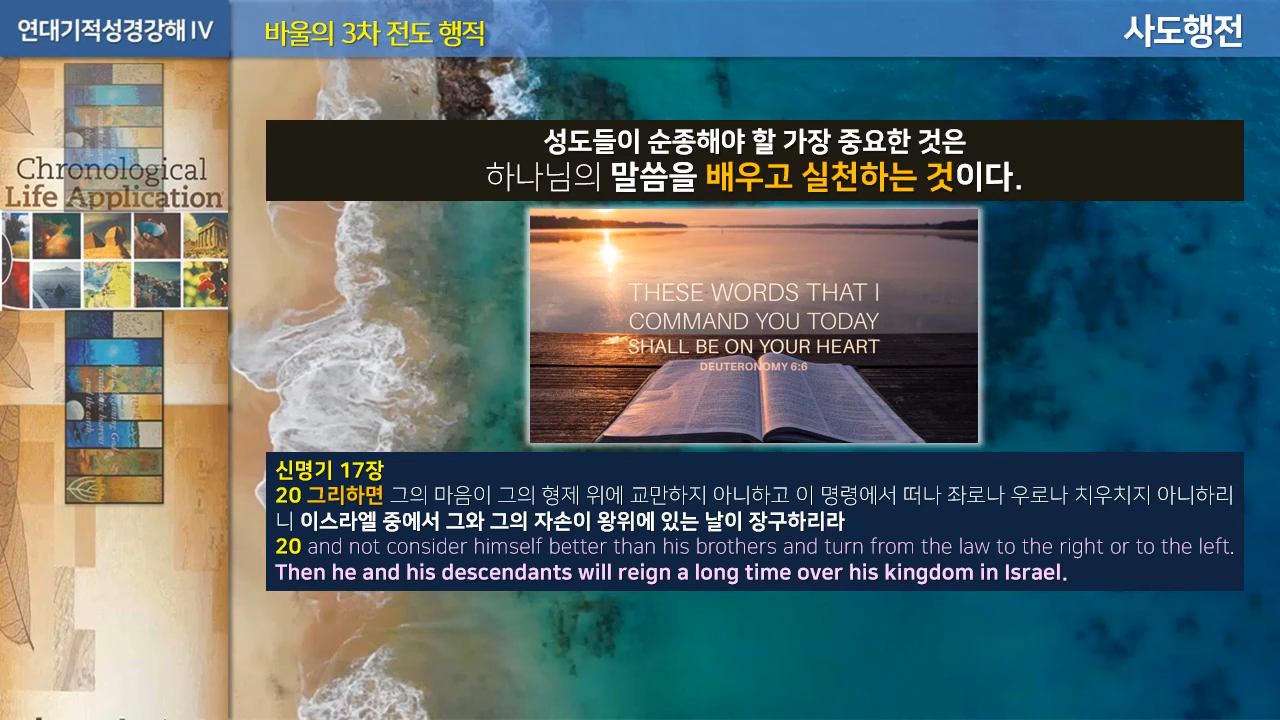 연대기적성경강해 IV
바울의 3차 전도 행적
사도행전
Chronological
Life Application
성도들이 순종해야 할 가장 중요한 것은
하나님의 말씀을 배우고 실천하는 것이다.
THESE WORDS THAT I
COMMAND YOU TODAY
SHALL BE ON YOUR HEART
DEUTERONOMY 6:6
신명기 17장
20 그리하면 그의 마음이 그의 형제 위에 교만하지 아니하고 이 명령에서 떠나 좌로나 우로나 치우치지 아니하리
니 이스라엘 중에서 그와 그의 자손이 왕위에 있는 날이 장구하리라
20 and not consider himself better than his brothers and turn from the law to the right or to the left.
Then he and his descendants will reign a long time over his kingdom in Israel.